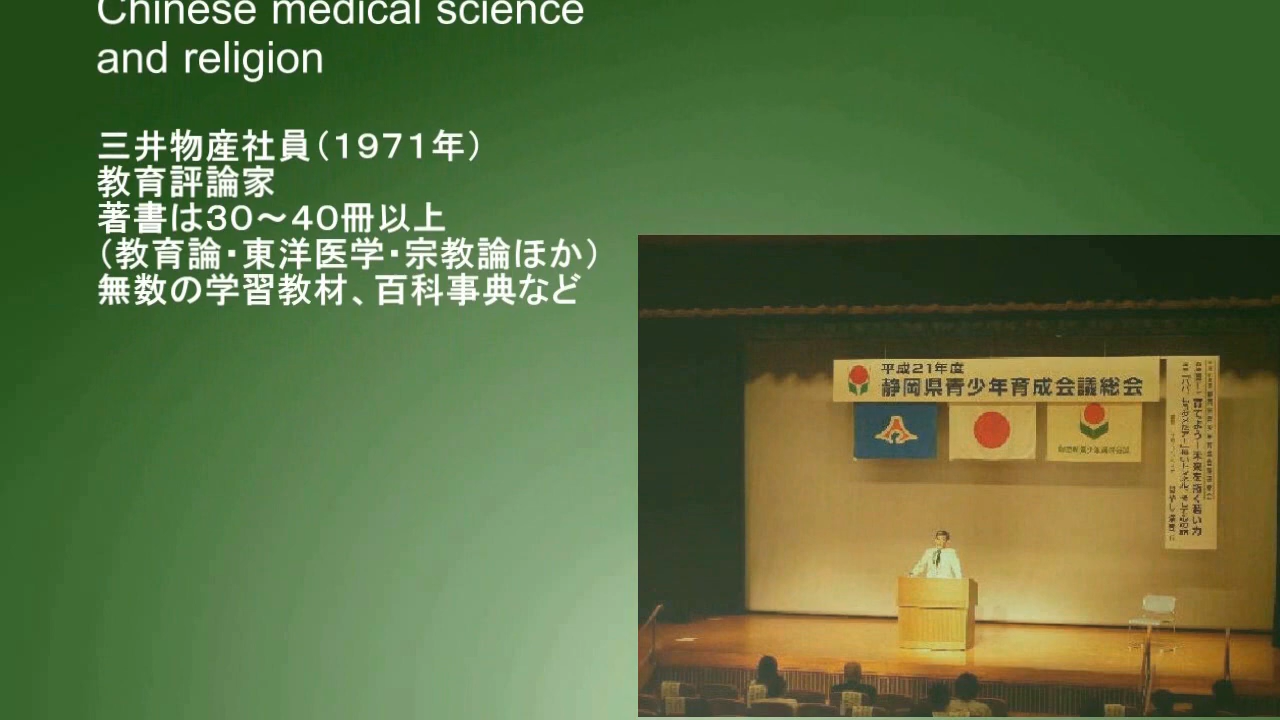 Chinese medical science
and religion
三井物産社員（１９７１年）
教育評論家
著書は３０～４０冊以上
（教育論・東洋医学・宗教論ほか）
無数の学習教材、百科事典など
平成21年度
静岡県青少年育成会議総会